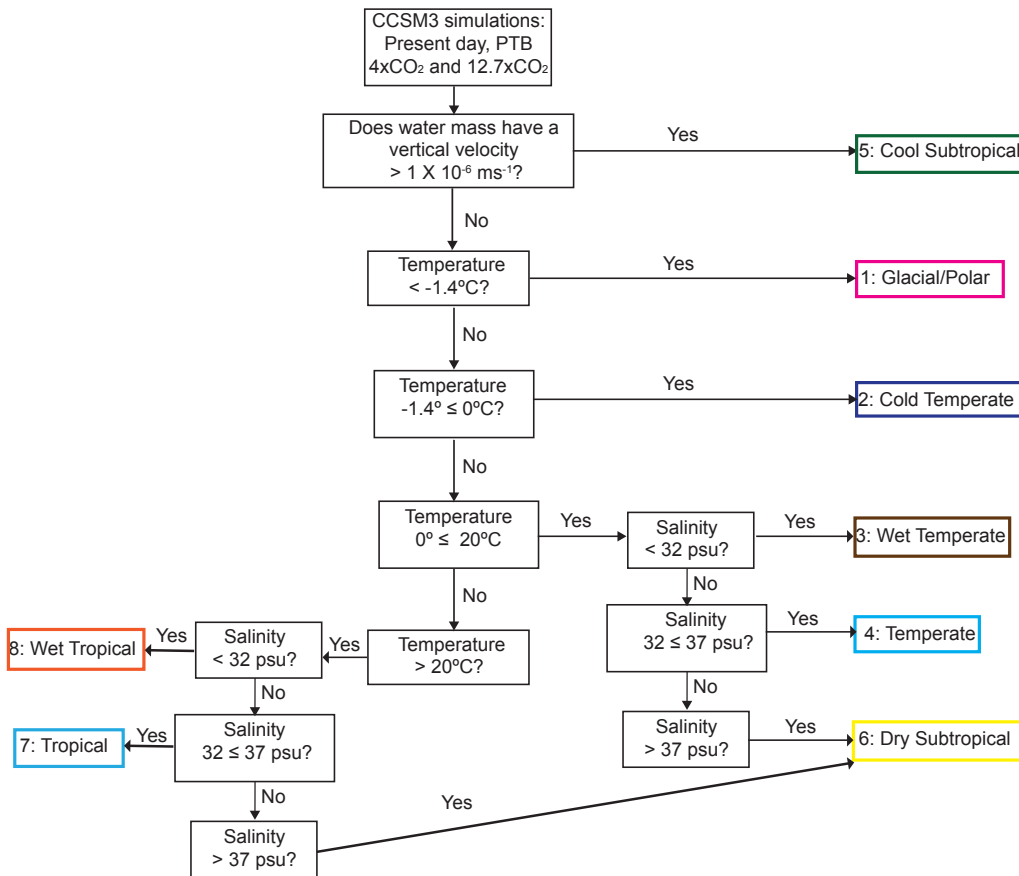 CCSM3 simulations:
Present day, PTB
4xCO₂ and 12.7xCO₂
Does water mass have a
vertical velocity
> 1 X 10⁻⁶ ms⁻¹?
Yes
5: Cool Subtropical
No
Temperature
< -1.4ºC?
Yes
1: Glacial/Polar
No
Temperature
-1.4º ≤ 0ºC?
Yes
2: Cold Temperate
No
Temperature
0º ≤ 20ºC
Yes
Salinity
< 32 psu?
Yes
3: Wet Temperate
No
No
Salinity
32 ≤ 37 psu?
Yes
4: Temperate
Temperature
> 20ºC?
Yes
Salinity
< 32 psu?
Yes
8: Wet Tropical
No
No
Salinity
32 ≤ 37 psu?
Yes
7: Tropical
Salinity
> 37 psu?
Yes
6: Dry Subtropical
No
Salinity
> 37 psu?
Yes